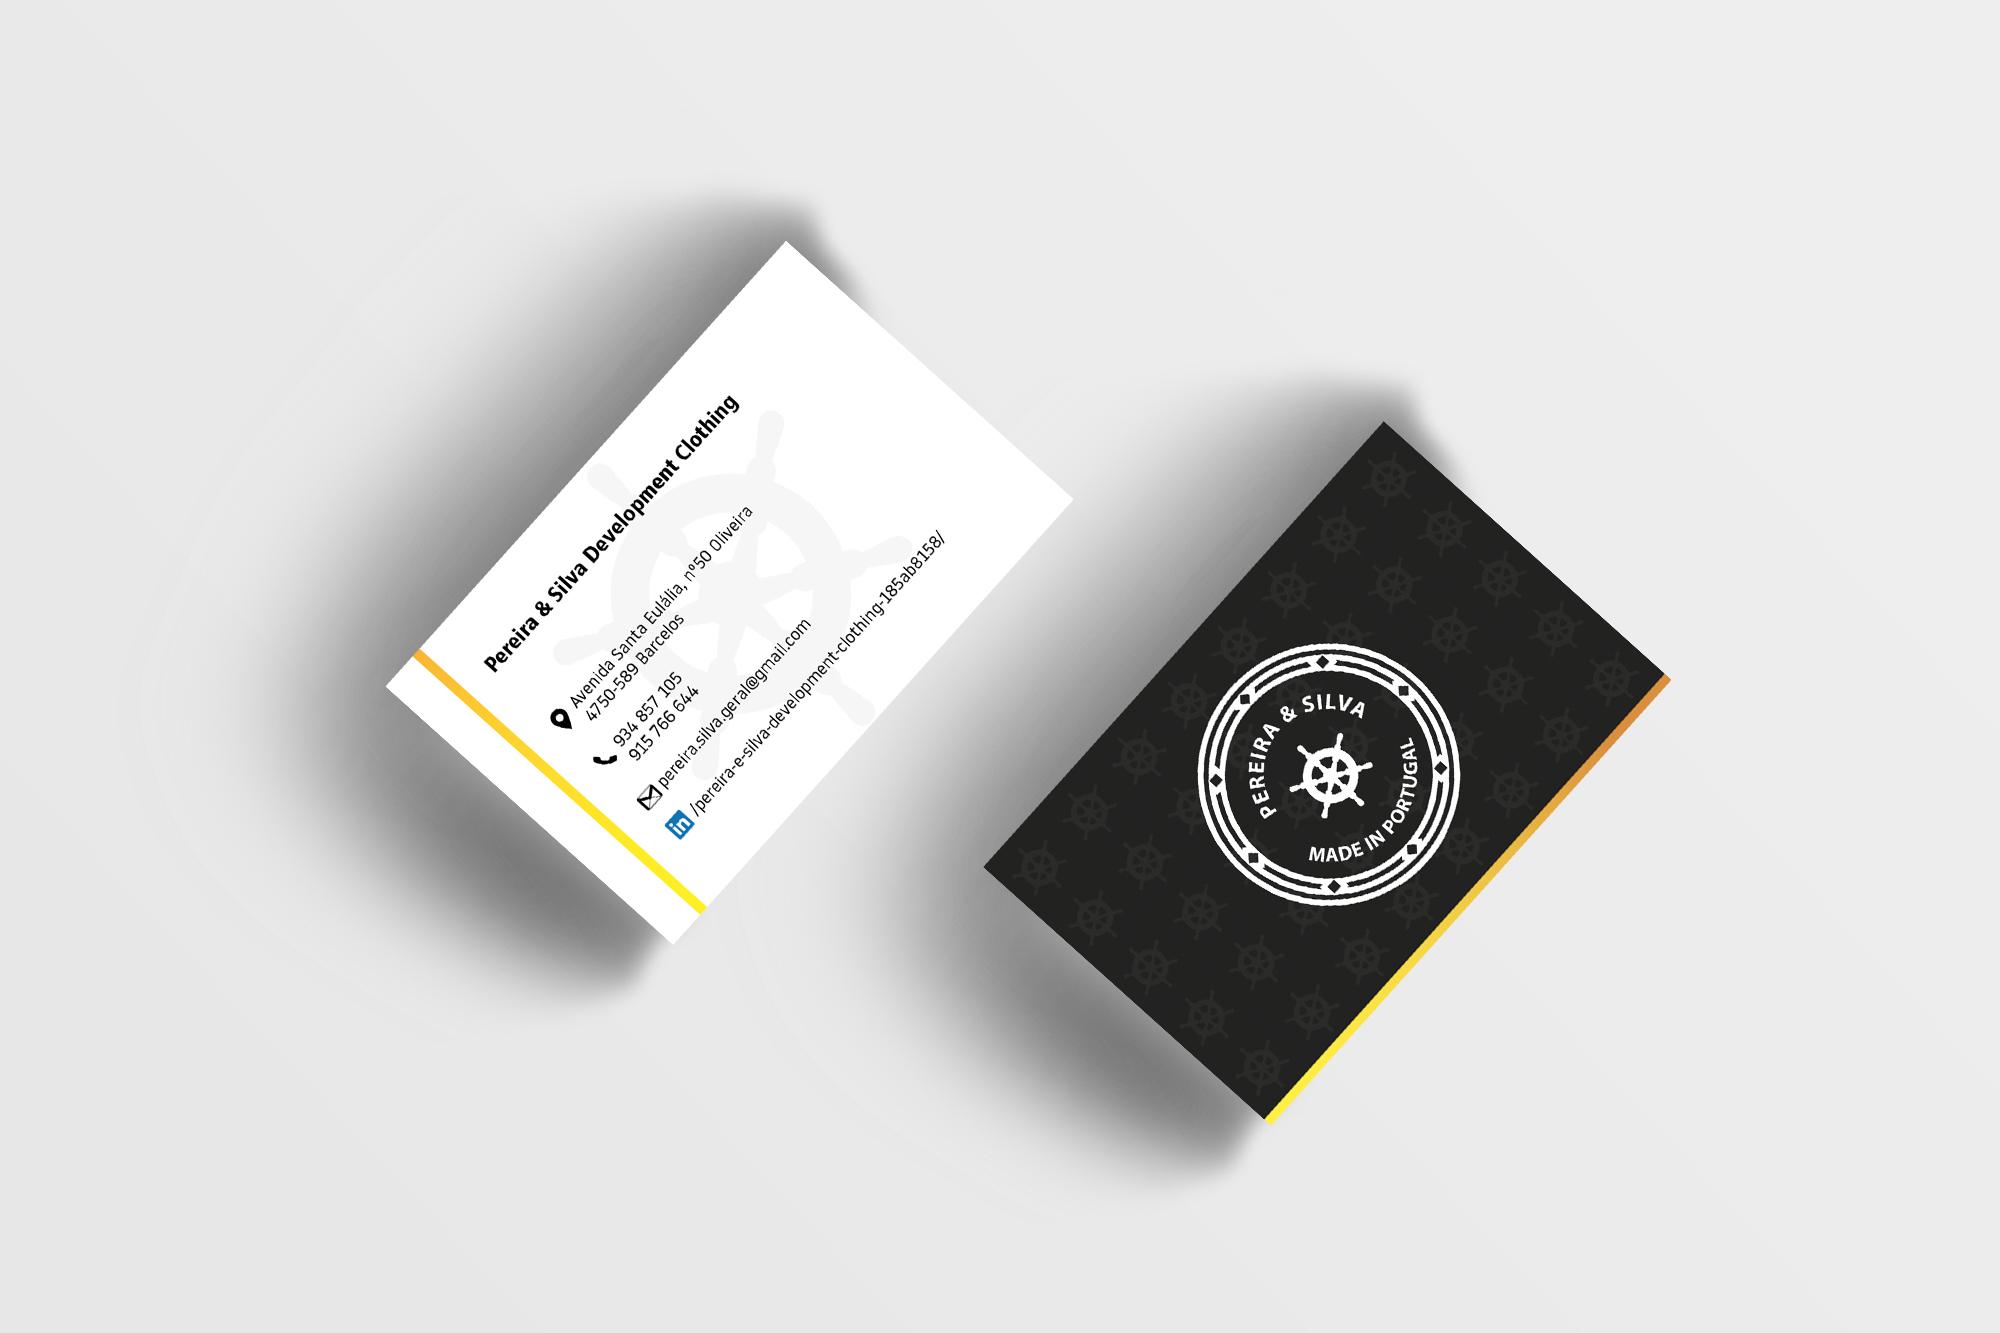 Pereira & Silva Development Clothing
Avenida Santa Eulália, nº50 Oliveira
4750-589 Barcelos
934 857 105
915 766 644
pereira.silva.geral@gmail.com
in
/pereira-e-silva-development-clothing-185ab8158/
PEREIRA & SILVA
MADE IN PORTUGAL